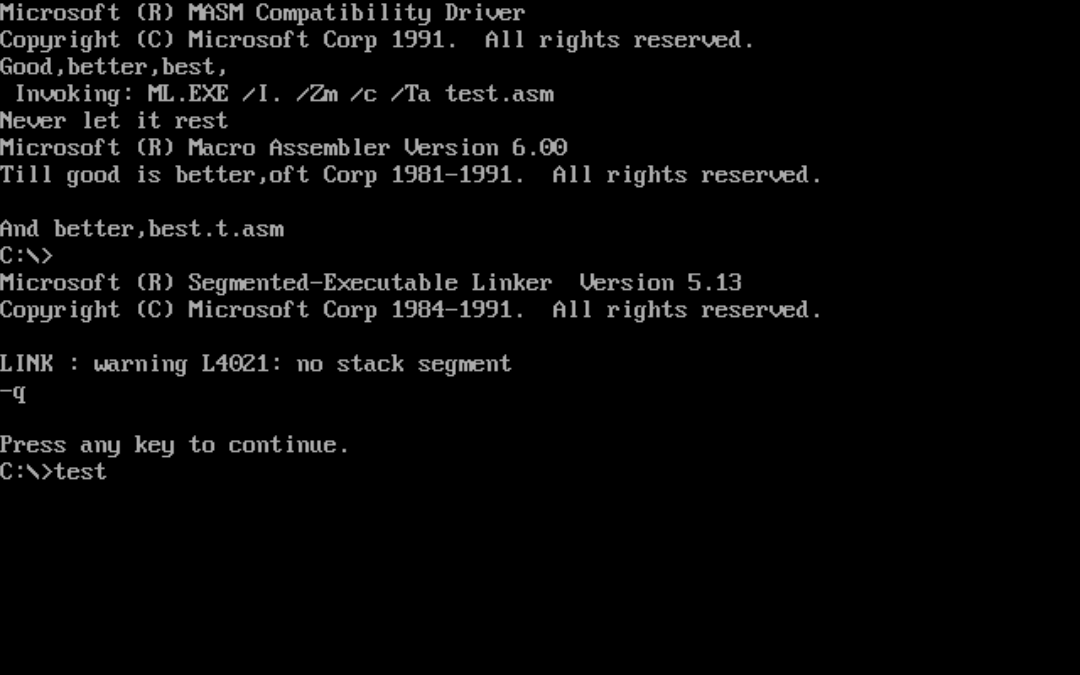 Microsoft (R) MASM Compatibility Driver
Copyright (C) Microsoft Corp 1991.  All rights reserved.
Good,better,best,
 Invoking: ML.EXE /I. /Zm /c /Ta test.asm
Never let it rest
Microsoft (R) Macro Assembler Version 6.00
Till good is better,oft Corp 1981-1991.  All rights reserved.
And better,best.t.asm
C:\>
Microsoft (R) Segmented-Executable Linker  Version 5.13
Copyright (C) Microsoft Corp 1984-1991.  All rights reserved.
LINK : warning L4021: no stack segment
-q
Press any key to continue.
C:\>test